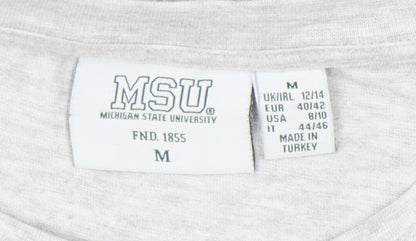 MSU®
MICHIGAN STATE UNIVERSITY
FND. 1855
M
M
UK/IRL 12/14
EUR 40/42
USA 8/10
IT 44/46
MADE IN
TURKEY